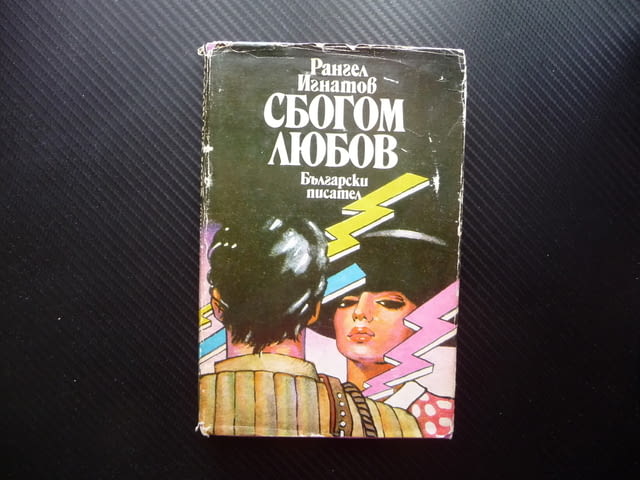 Рангел
Игнатов
СБОГОМ
ЛЮБОВ
Български
писател